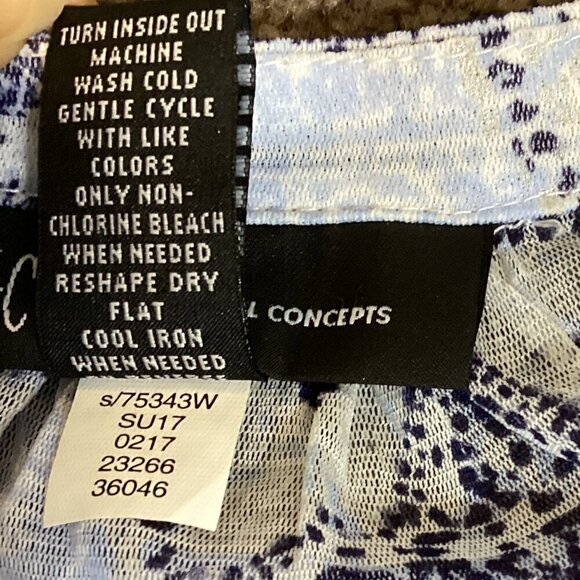 TURN INSIDE OUT
MACHINE
WASH COLD
GENTLE CYCLE
WITH LIKE
COLORS
ONLY NON-
CHLORINE BLEACH
WHEN NEEDED
RESHAPE DRY
FLAT
COOL IRON
WHEN NEEDED
L CONCEPTS
s/75343W
SU17
0217
23266
36046